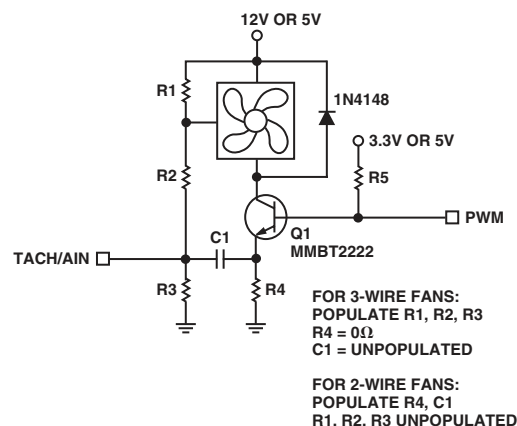 12V OR 5V
R1
1N4148
3.3V OR 5V
R2
R5
Q1
MMBT2222
PWM
C1
TACH/AIN
R3
R4
FOR 3-WIRE FANS:
POPULATE R1, R2, R3
R4 = 0Ω
C1 = UNPOPULATED
FOR 2-WIRE FANS:
POPULATE R4, C1
R1, R2, R3 UNPOPULATED